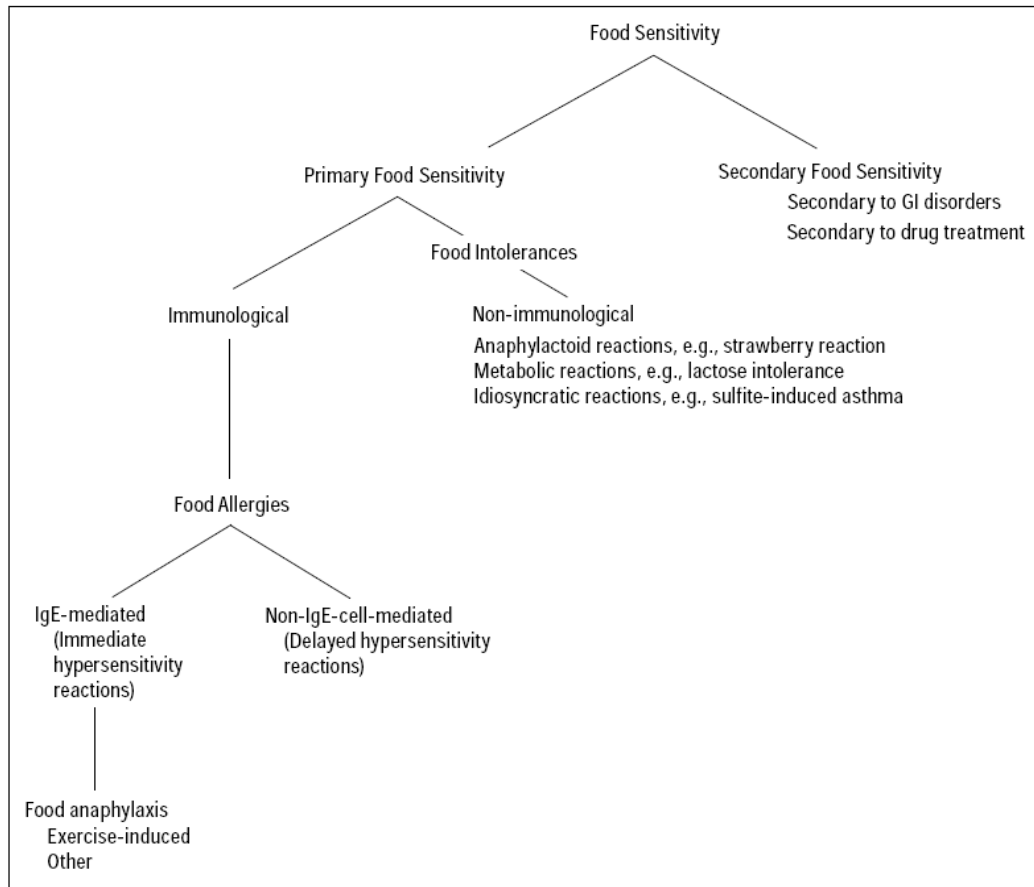 Food Sensitivity
Primary Food Sensitivity
Secondary Food Sensitivity
Secondary to GI disorders
Secondary to drug treatment
Food Intolerances
Immunological
Non-immunological
Anaphylactoid reactions, e.g., strawberry reaction
Metabolic reactions, e.g., lactose intolerance
Idiosyncratic reactions, e.g., sulfite-induced asthma
Food Allergies
IgE-mediated
(Immediate
hypersensitivity
reactions)
Non-IgE-cell-mediated
(Delayed hypersensitivity
reactions)
Food anaphylaxis
Exercise-induced
Other